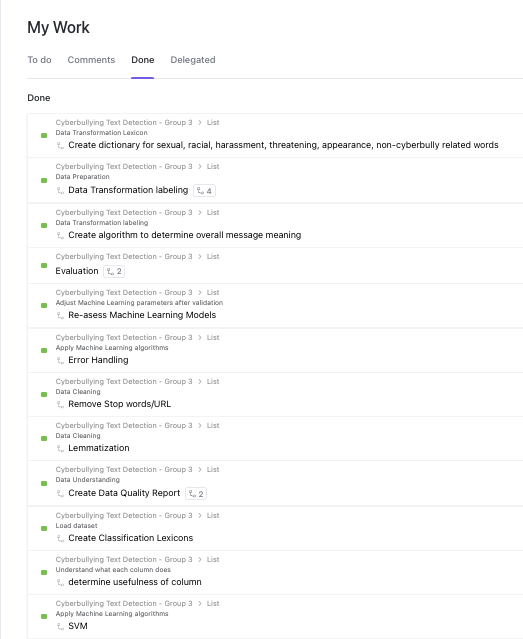 My Work
To do Comments Done Delegated
Done
Cyberbullying Text Detection - Group 3 > List
Data Transformation Lexicon
Create dictionary for sexual, racial, harassment, threatening, appearance, non-cyberbully related words
Cyberbullying Text Detection - Group 3 > List
Data Preparation
Data Transformation labeling 4
Cyberbullying Text Detection - Group 3 > List
Data Transformation labeling
Create algorithm to determine overall message meaning
Cyberbullying Text Detection - Group 3 > List
Evaluation 2
Cyberbullying Text Detection - Group 3 > List
Adjust Machine Learning parameters after validation
Re-asess Machine Learning Models
Cyberbullying Text Detection - Group 3 > List
Apply Machine Learning algorithms
Error Handling
Cyberbullying Text Detection - Group 3 > List
Data Cleaning
Remove Stop words/URL
Cyberbullying Text Detection - Group 3 > List
Data Cleaning
Lemmatization
Cyberbullying Text Detection - Group 3 > List
Data Understanding
Create Data Quality Report 2
Cyberbullying Text Detection - Group 3 > List
Load dataset
Create Classification Lexicons
Cyberbullying Text Detection - Group 3 > List
Understand what each column does
determine usefulness of column
Cyberbullying Text Detection - Group 3 > List
Apply Machine Learning algorithms
SVM